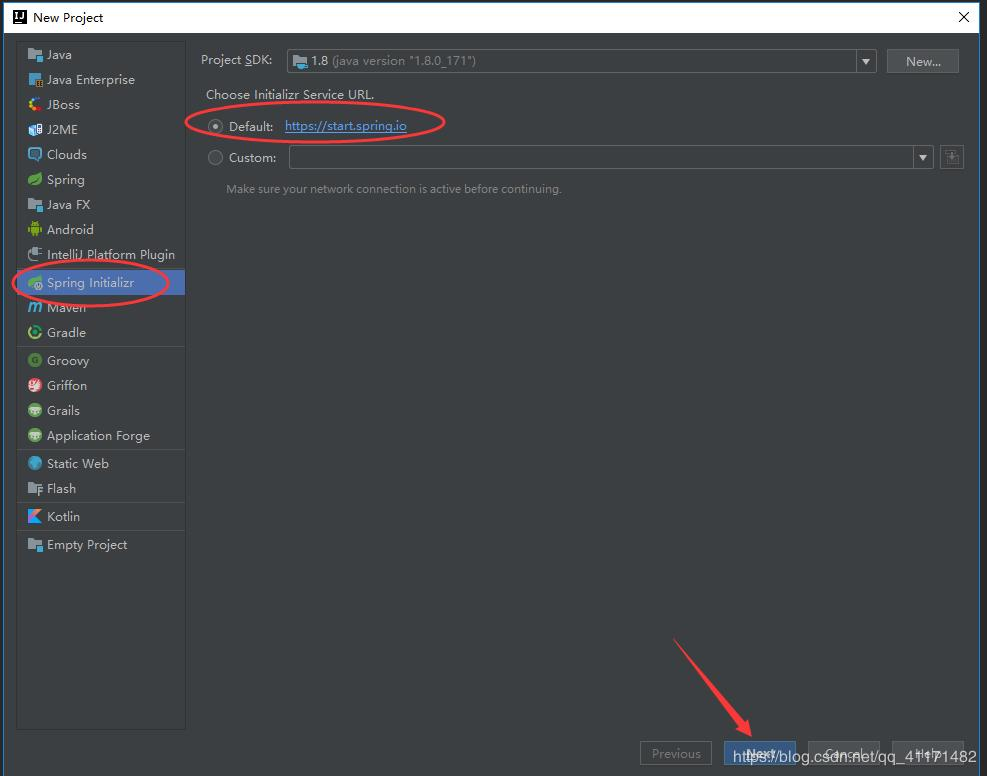 New Project
Java
Java Enterprise
JBoss
J2ME
Clouds
Spring
Java FX
Android
IntelliJ Platform Plugin
Spring Initializr
Maven
Gradle
Groovy
Griffon
Grails
Application Forge
Static Web
Flash
Kotlin
Empty Project
Project SDK: 1.8 (java version "1.8.0_171") New...
Choose Initializr Service URL.
Default: https://start.spring.io
Custom:
Make sure your network connection is active before continuing.
Previous Next Cancel Help
https://blog.csdn.net/qq_41171482